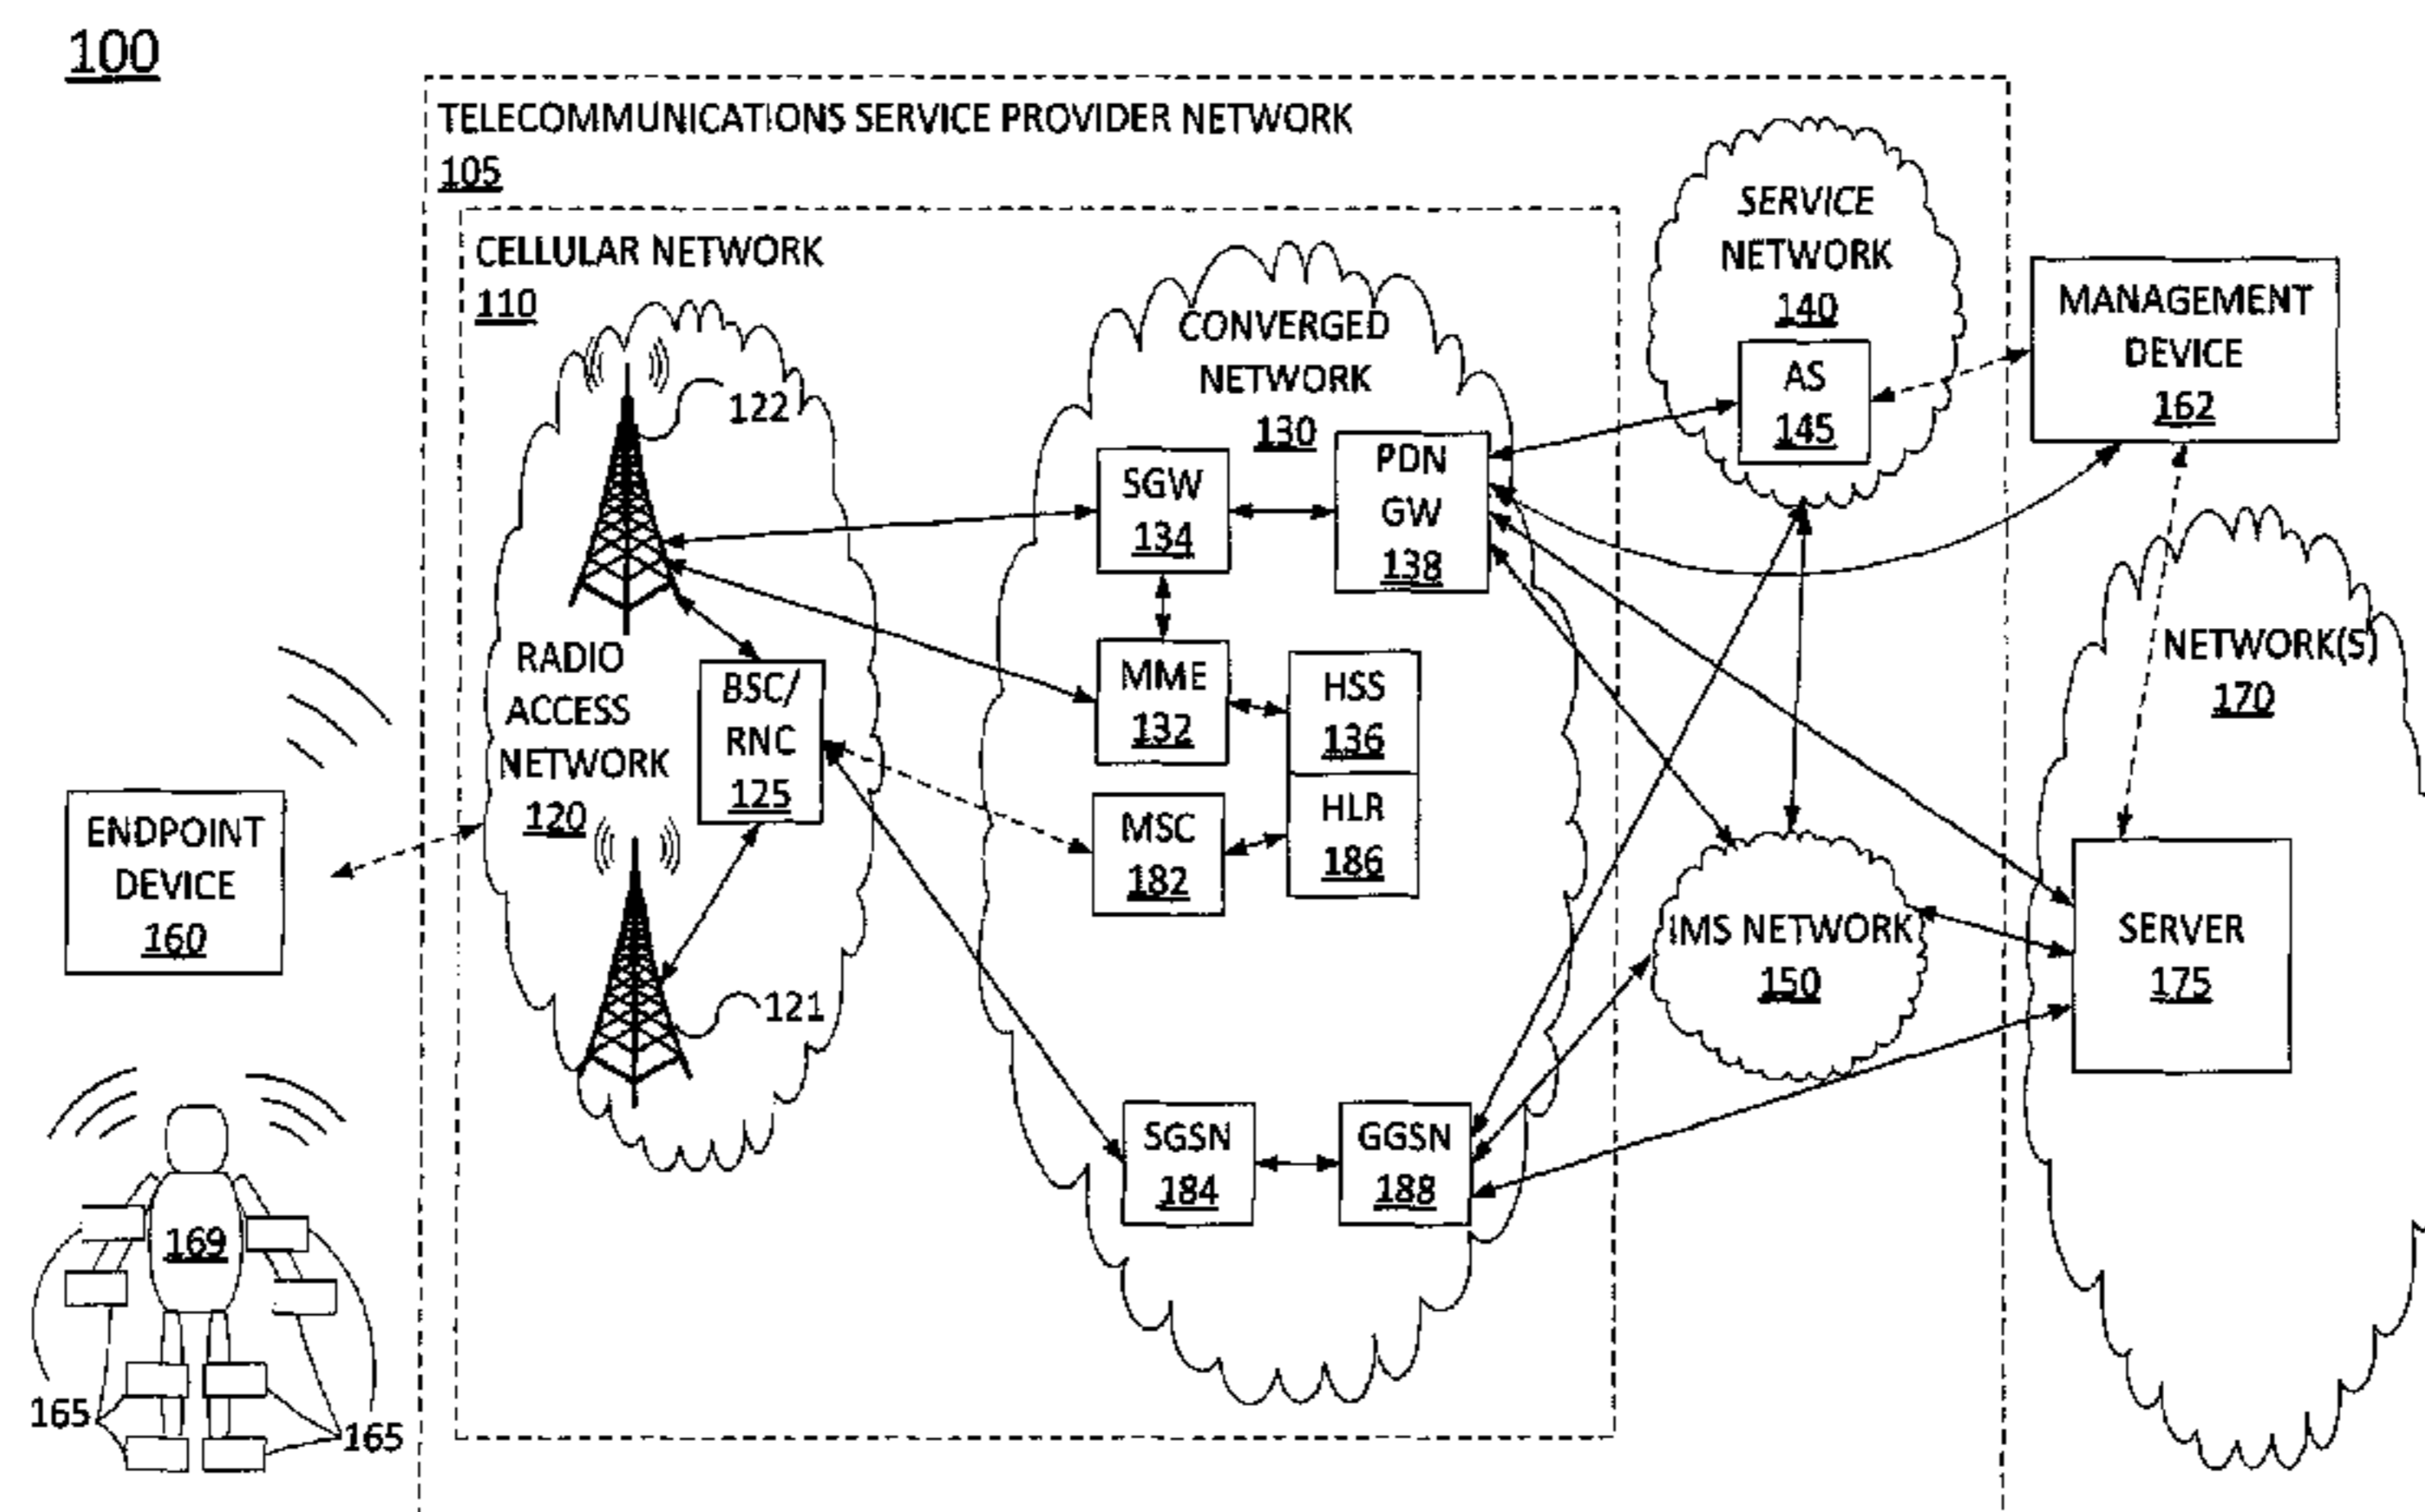 100
TELECOMMUNICATIONS SERVICE PROVIDER NETWORK
105
CELLULAR NETWORK
110
122
RADIO
ACCESS
NETWORK
120
BSC/
RNC
125
121
CONVERGED
NETWORK
130
SGW
134
PDN
GW
138
MME
132
HSS
136
MSC
182
HLR
186
SGSN
184
GGSN
188
SERVICE
NETWORK
140
AS
145
IMS NETWORK
150
MANAGEMENT
DEVICE
162
NETWORK(S)
170
SERVER
175
ENDPOINT
DEVICE
160
169
165
165